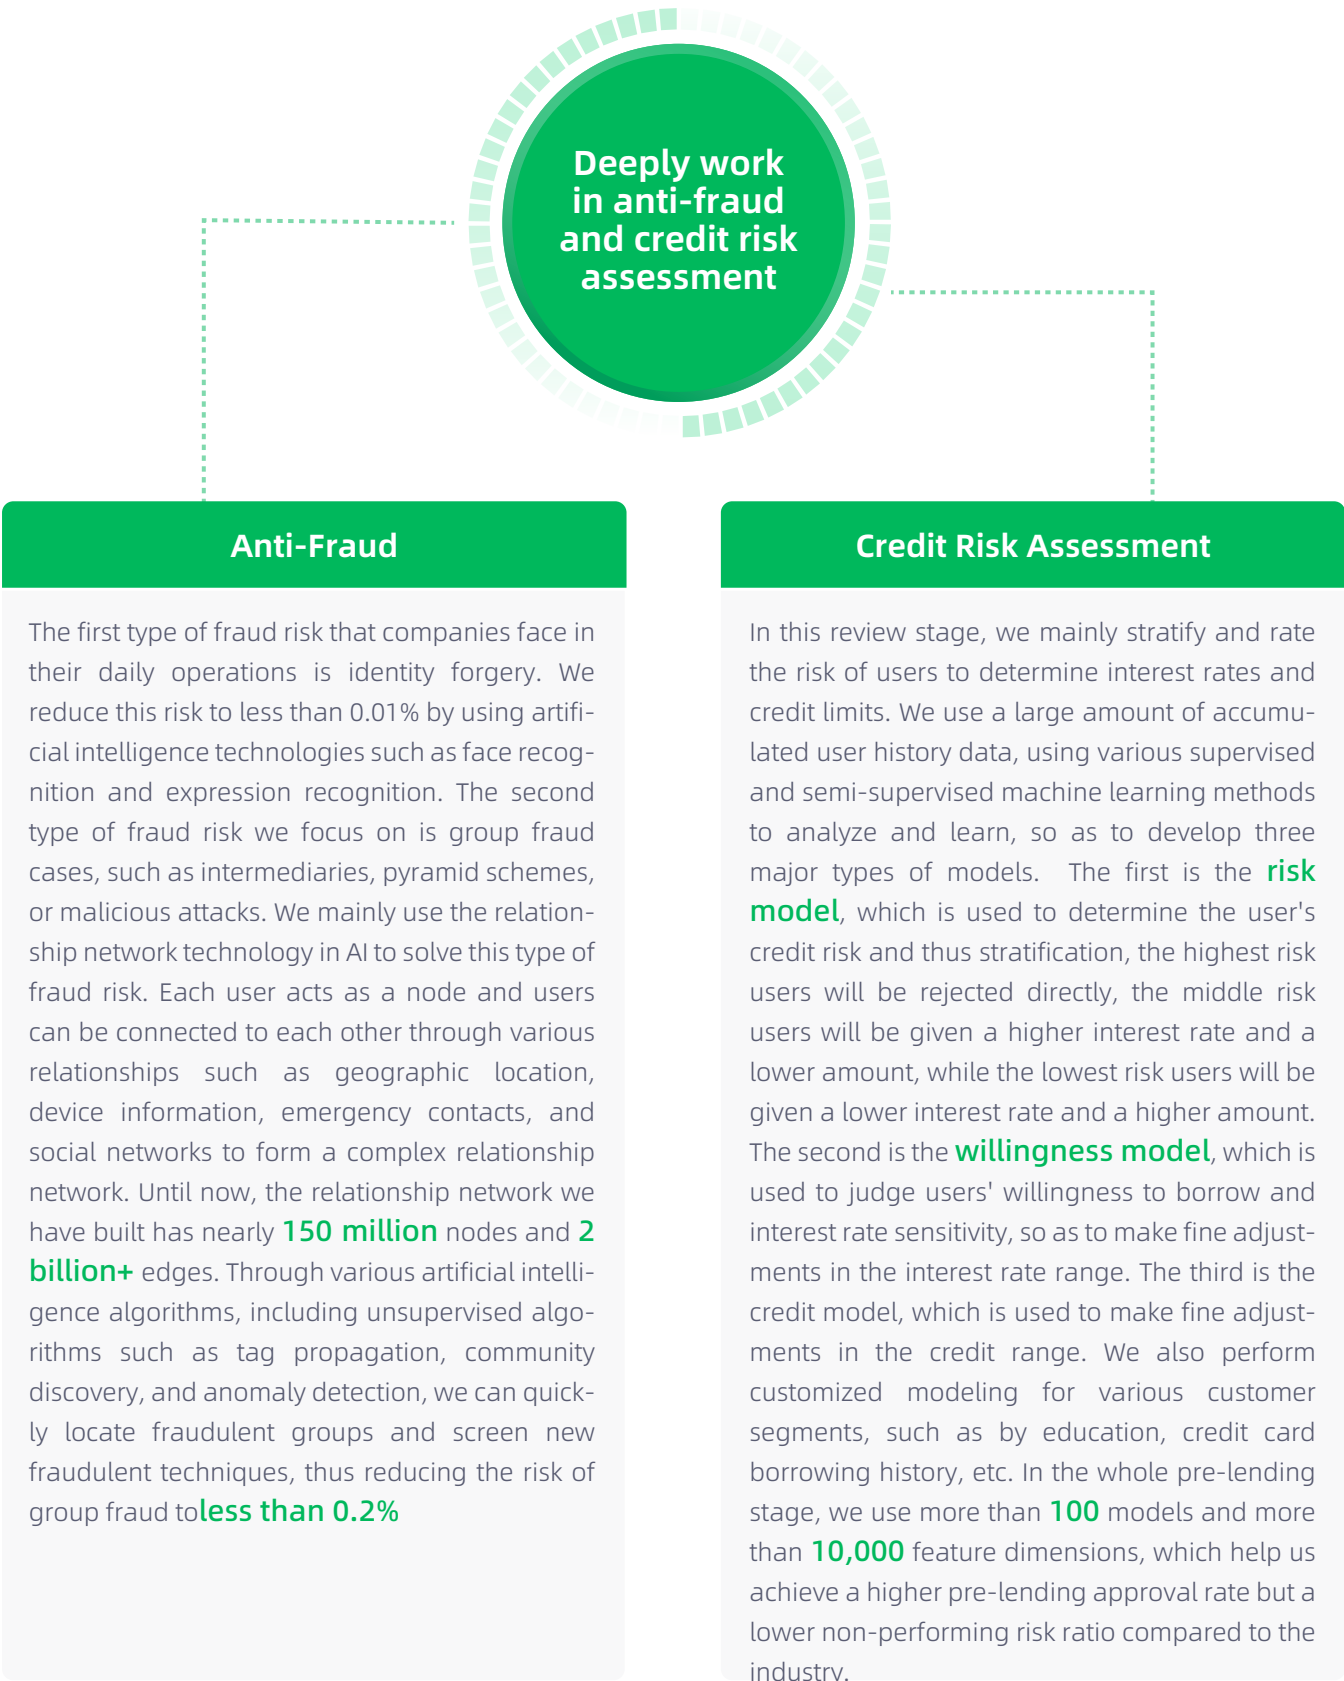 Deeply work
in anti-fraud
and credit risk
assessment
Anti-Fraud
The first type of fraud risk that companies face in
their daily operations is identity forgery. We
reduce this risk to less than 0.01% by using artifi-
cial intelligence technologies such as face recog-
nition and expression recognition. The second
type of fraud risk we focus on is group fraud
cases, such as intermediaries, pyramid schemes,
or malicious attacks. We mainly use the relation-
ship network technology in AI to solve this type of
fraud risk. Each user acts as a node and users
can be connected to each other through various
relationships such as geographic location,
device information, emergency contacts, and
social networks to form a complex relationship
network. Until now, the relationship network we
have built has nearly 150 million nodes and 2
billion+ edges. Through various artificial intelli-
gence algorithms, including unsupervised algo-
rithms such as tag propagation, community
discovery, and anomaly detection, we can quick-
ly locate fraudulent groups and screen new
fraudulent techniques, thus reducing the risk of
group fraud toless than 0.2%
Credit Risk Assessment
In this review stage, we mainly stratify and rate
the risk of users to determine interest rates and
credit limits. We use a large amount of accumu-
lated user history data, using various supervised
and semi-supervised machine learning methods
to analyze and learn, so as to develop three
major types of models. The first is the risk
model, which is used to determine the user's
credit risk and thus stratification, the highest risk
users will be rejected directly, the middle risk
users will be given a higher interest rate and a
lower amount, while the lowest risk users will be
given a lower interest rate and a higher amount.
The second is the willingness model, which is
used to judge users' willingness to borrow and
interest rate sensitivity, so as to make fine adjust-
ments in the interest rate range. The third is the
credit model, which is used to make fine adjust-
ments in the credit range. We also perform
customized modeling for various customer
segments, such as by education, credit card
borrowing history, etc. In the whole pre-lending
stage, we use more than 100 models and more
than 10,000 feature dimensions, which help us
achieve a higher pre-lending approval rate but a
lower non-performing risk ratio compared to the
industry.